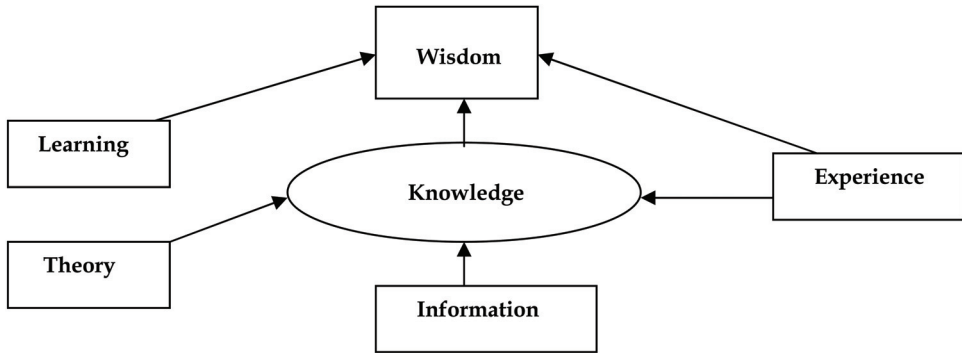 Wisdom
Learning
Experience
Knowledge
Theory
Information